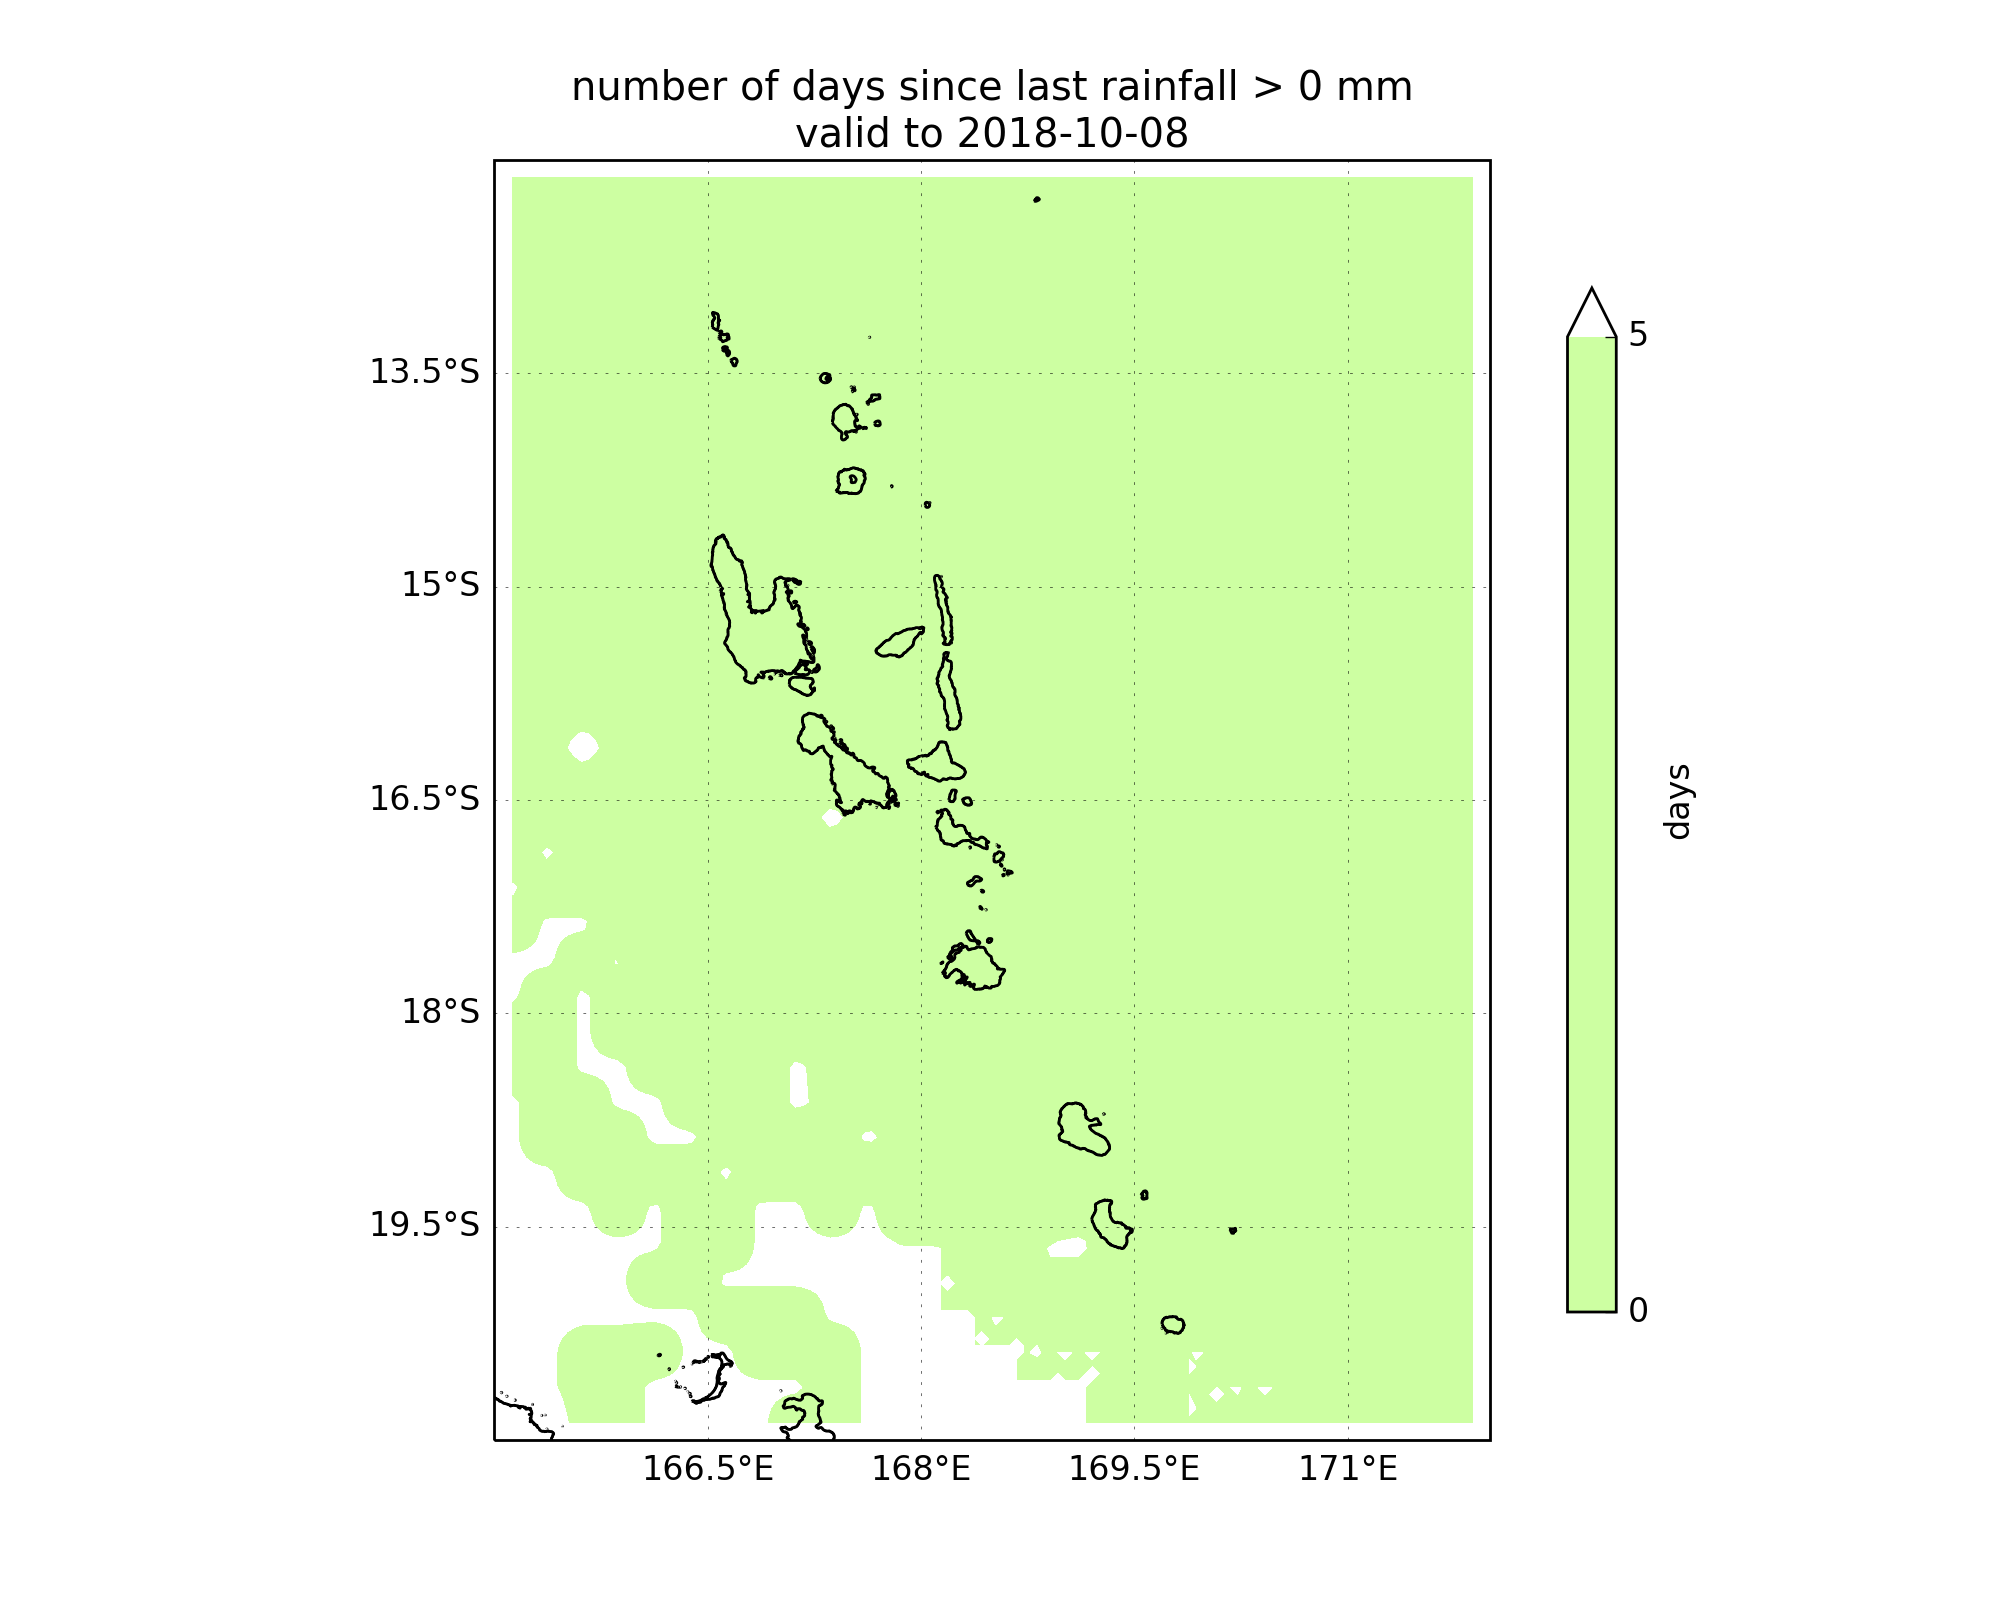 number of days since last rainfall > 0 mm
valid to 2018-10-08
13.5°S
15°S
16.5°S
18°S
19.5°S
166.5°E
168°E
169.5°E
171°E
5
0
days